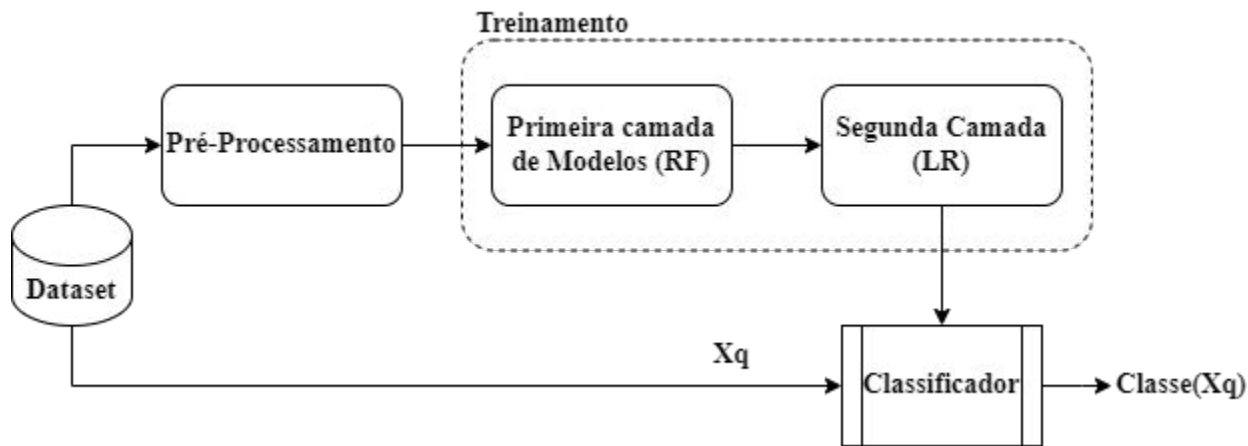 Treinamento
Pré-Processamento
Primeira camada
de Modelos (RF)
Segunda Camada
(LR)
Dataset
Xq
Classificador
Classe(Xq)